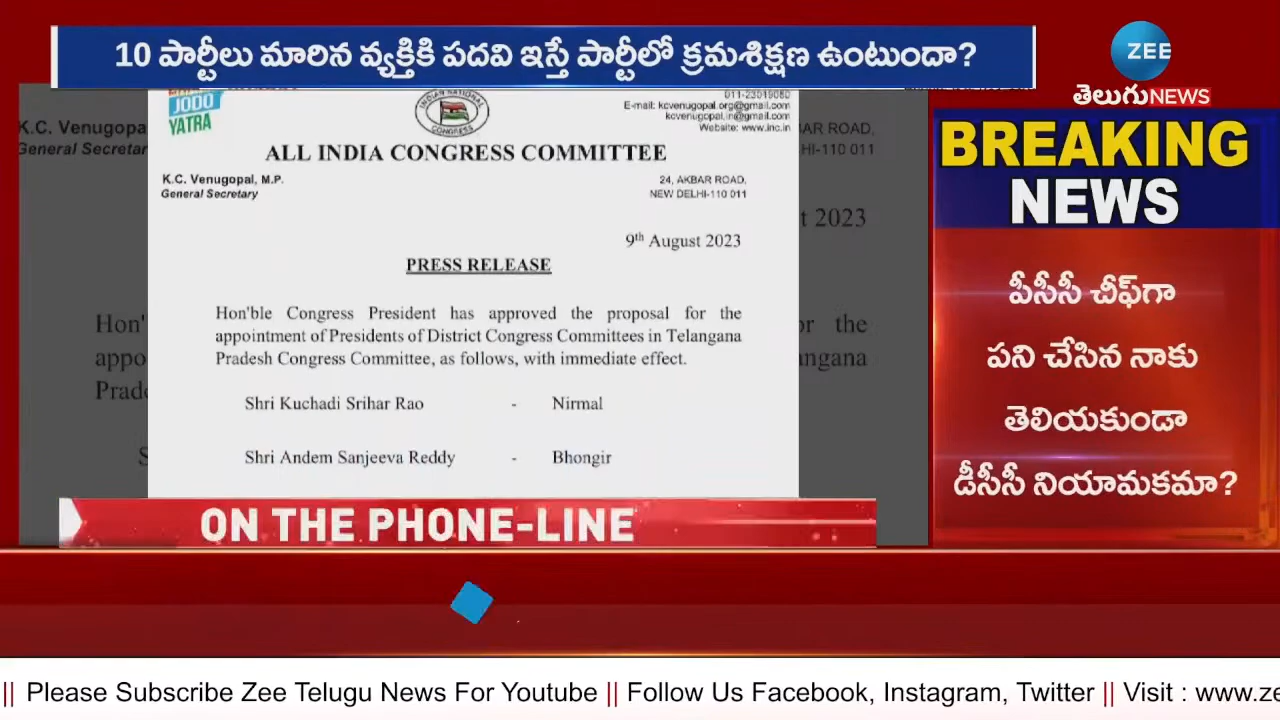 10 పార్టీలు మారిన వ్యక్తికి పదవి ఇస్తే పార్టీలో క్రమశిక్షణ ఉంటుందా?
ZEE
తెలుగు NEWS
JODO
YATRA
INDIAN NATIONAL
CONGRESS
011-23019080
E-mail: kcvenugopal.org@gmail.com
kcvenugopal.in@gmail.com
Website: www.inc.in
ALL INDIA CONGRESS COMMITTEE
K.C. Venugopal, M.P.
General Secretary
24, AKBAR ROAD,
NEW DELHI-110 011
9th August 2023
PRESS RELEASE
Hon'ble Congress President has approved the proposal for the
appointment of Presidents of District Congress Committees in Telangana
Pradesh Congress Committee, as follows, with immediate effect.
Shri Kuchadi Srihar Rao - Nirmal
Shri Andem Sanjeeva Reddy - Bhongir
BREAKING
NEWS
పీసీసీ చీఫ్‌గా
పని చేసిన నాకు
తెలియకుండా
డీసీసీ నియామకమా?
ON THE PHONE-LINE
|| Please Subscribe Zee Telugu News For Youtube || Follow Us Facebook, Instagram, Twitter || Visit : www.ze